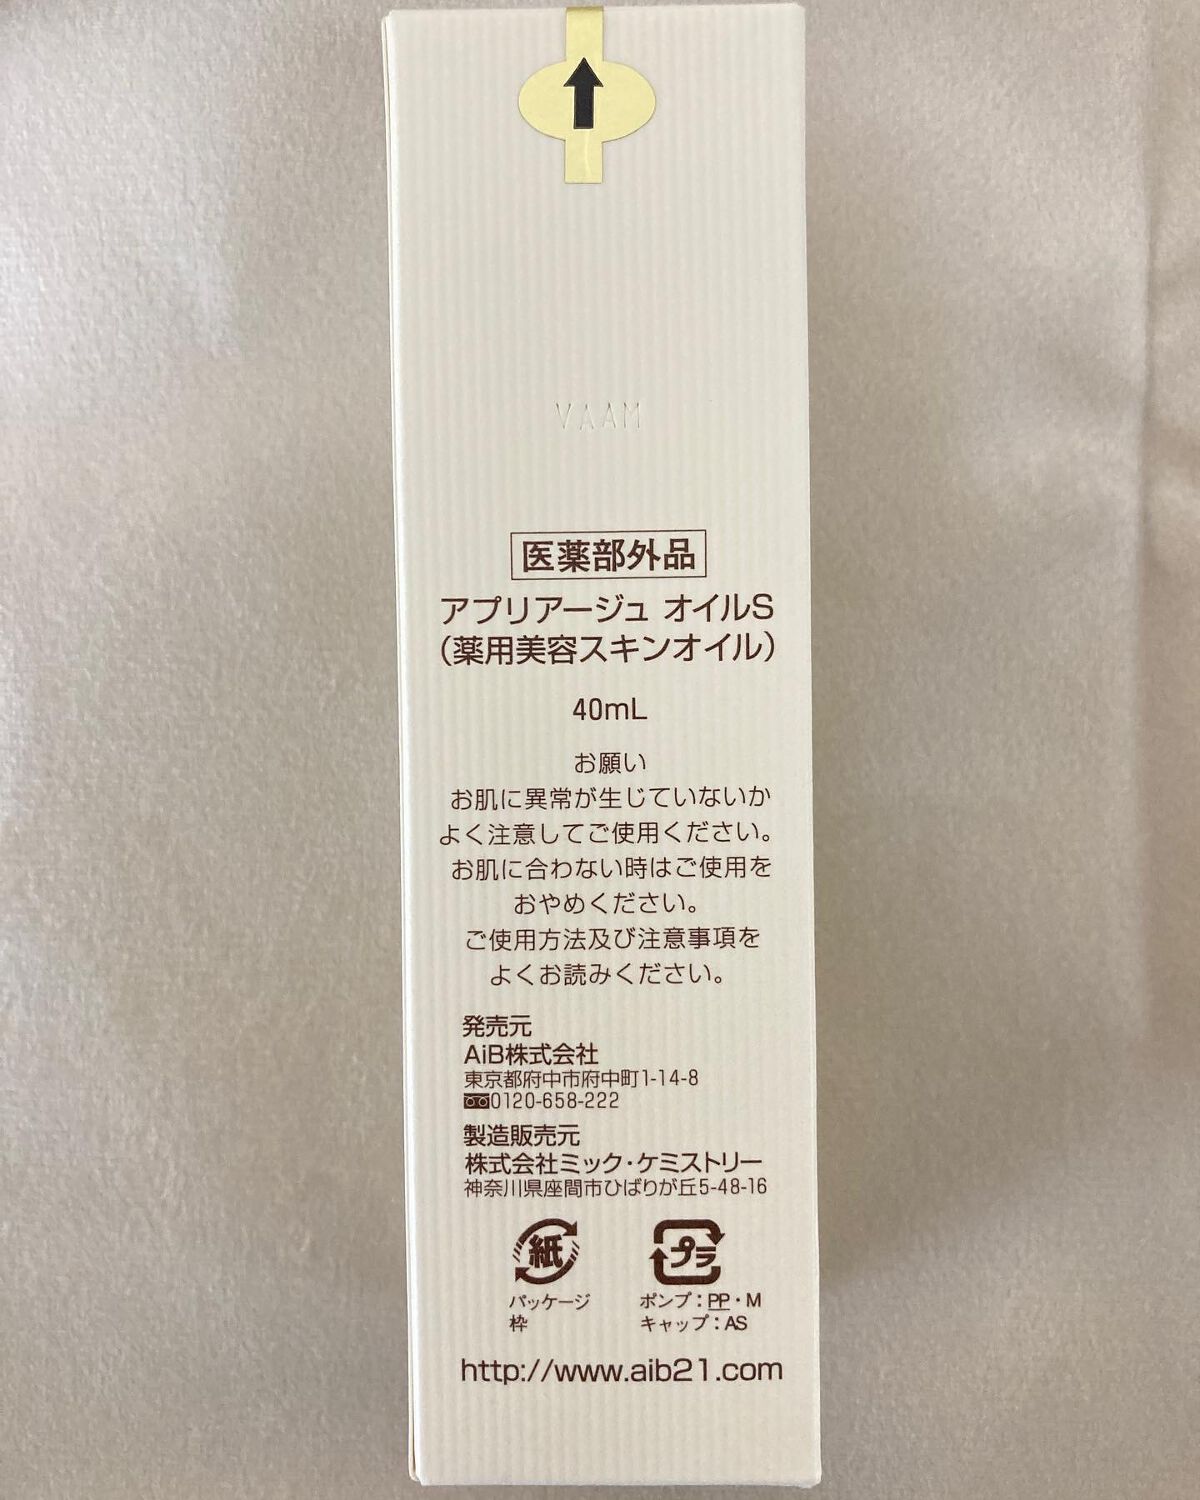 VAAM
医薬部外品
アプリアージュ オイルS
(薬用美容スキンオイル)
40mL
お願い
お肌に異常が生じていないか
よく注意してご使用ください。
お肌に合わない時はご使用を
おやめください。
ご使用方法及び注意事項を
よくお読みください。
発売元
AiB株式会社
東京都府中市府中町1-14-8
0120-658-222
製造販売元
株式会社ミック・ケミストリー
神奈川県座間市ひばりが丘5-48-16
紙 プラ
パッケージ ポンプ：PP・M
枠 キャップ：AS
http://www.aib21.com